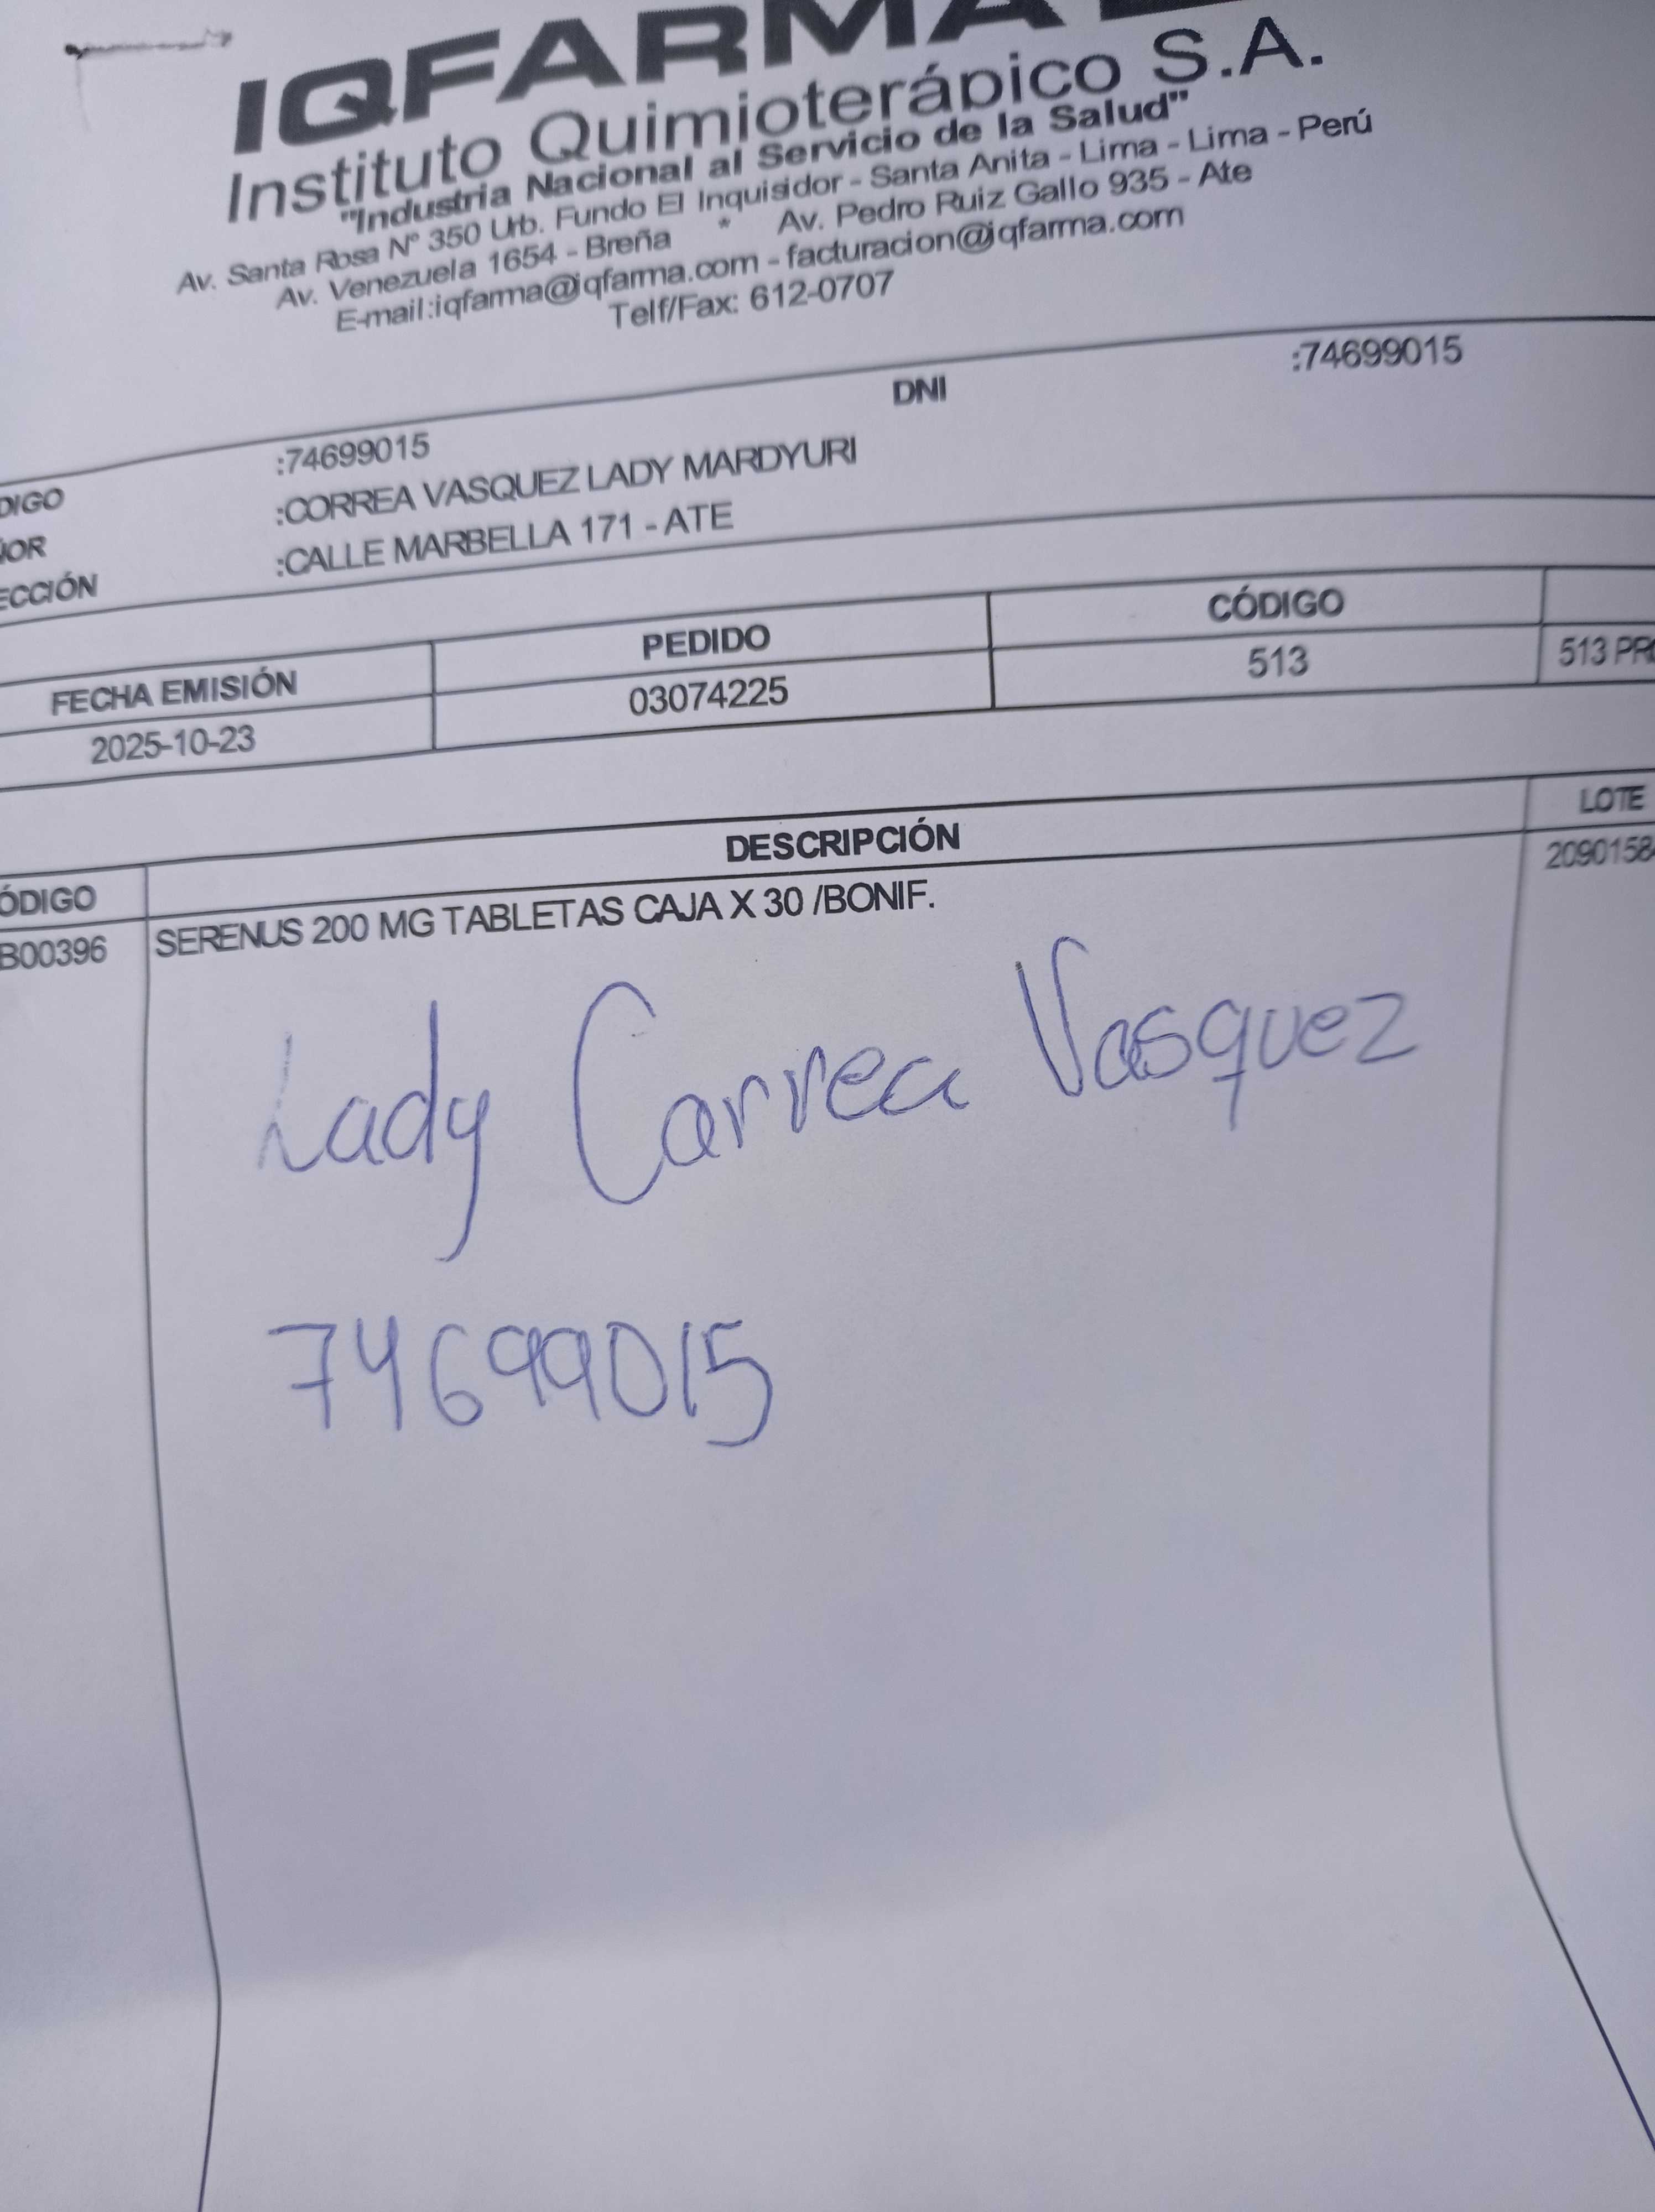 IQFARMA
Instituto Quimioterápico S.A.
"Industria Nacional al Servicio de la Salud"
Av. Santa Rosa N° 350 Urb. Fundo El Inquisidor - Santa Anita - Lima - Lima - Perú
Av. Venezuela 1654 - Breña * Av. Pedro Ruiz Gallo 935 - Ate
E-mail:iqfarma@iqfarma.com - facturacion@iqfarma.com
Telf/Fax: 612-0707
DIGO :74699015 DNI :74699015
ÑOR :CORREA VASQUEZ LADY MARDYURI
ECCIÓN :CALLE MARBELLA 171 - ATE
FECHA EMISIÓN PEDIDO CÓDIGO
2025-10-23 03074225 513 513 PRO
ÓDIGO DESCRIPCIÓN LOTE
B00396 SERENUS 200 MG TABLETAS CAJA X 30 /BONIF. 2090158
Lady Correa Vasquez
74699015